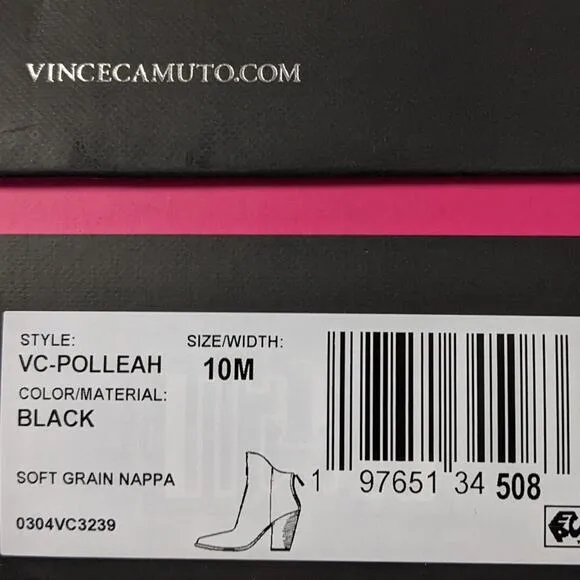 VINCECAMUTO.COM
STYLE: SIZE/WIDTH:
VC-POLLEAH 10M
COLOR/MATERIAL:
BLACK
SOFT GRAIN NAPPA
1 97651 34 508
0304VC3239